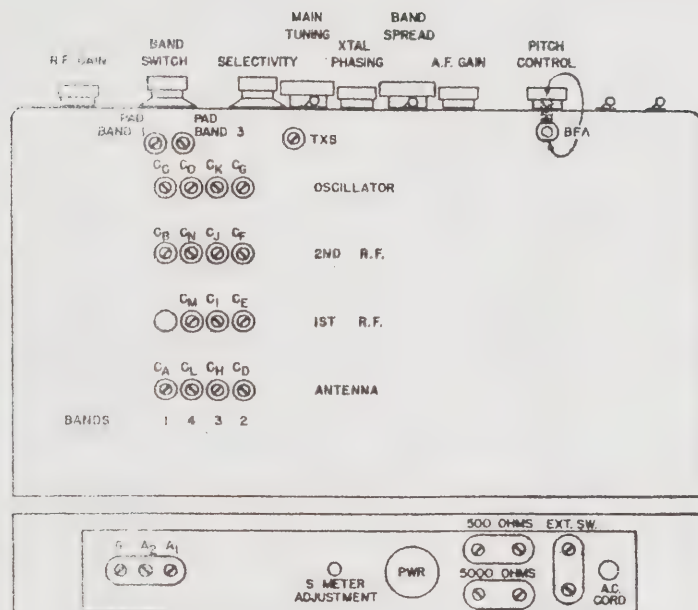 MAIN TUNING
BAND SPREAD
BAND SWITCH
XTAL PHASING
PITCH CONTROL
R.F. GAIN
SELECTIVITY
A.F. GAIN
PAD BAND 1
PAD BAND 3
TXS
BFA
CC CO CK CG
OSCILLATOR
CB CN CJ CF
2ND R.F.
CM CI CE
1ST R.F.
CA CL CH CD
ANTENNA
BANDS 1 4 3 2
500 OHMS
EXT. SW.
A2 A1
S METER ADJUSTMENT
PWR
5000 OHMS
A.C. CORD